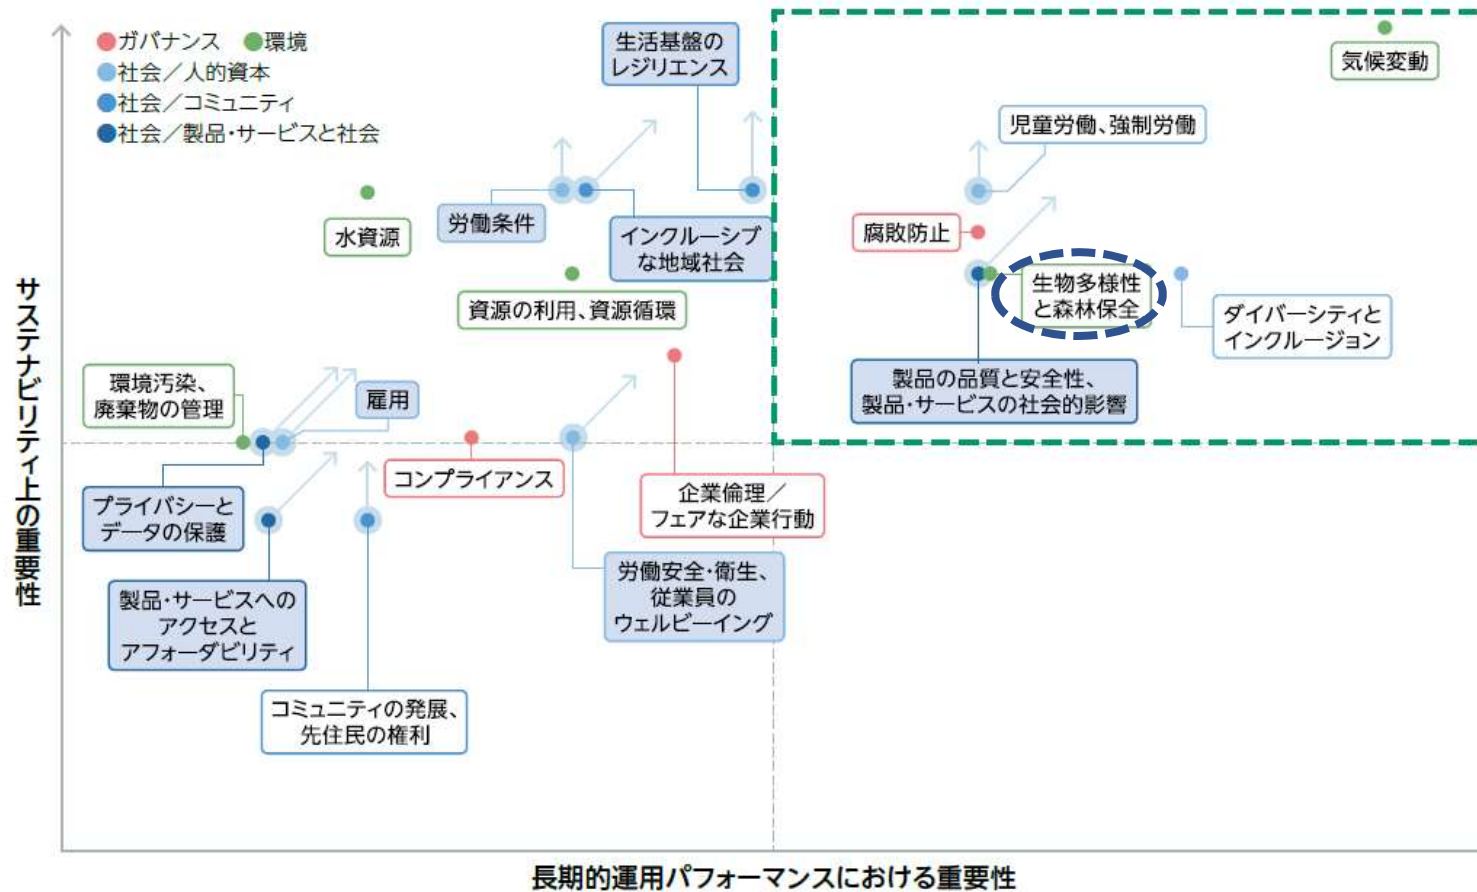 ●ガバナンス ●環境
●社会／人的資本
●社会／コミュニティ
●社会／製品・サービスと社会
生活基盤の
レジリエンス
気候変動
児童労働、強制労働
水資源
労働条件
インクルーシブ
な地域社会
腐敗防止
生物多様性
と森林保全
資源の利用、資源循環
ダイバーシティと
インクルージョン
環境汚染、
廃棄物の管理
雇用
製品の品質と安全性、
製品・サービスの社会的影響
コンプライアンス
企業倫理／
フェアな企業行動
プライバシーと
データの保護
労働安全・衛生、
従業員の
ウェルビーイング
製品・サービスへの
アクセスと
アフォーダビリティ
コミュニティの発展、
先住民の権利
サステナビリティ上の重要性
長期的運用パフォーマンスにおける重要性